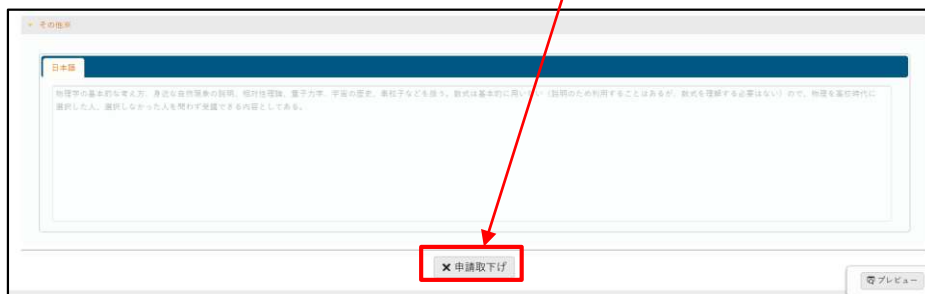 その他※
日本語
物理学の基本的な考え方、身近な自然現象の説明、相対性理論、量子力学、宇宙の歴史、素粒子などを扱う。数式は基本的に用いない（説明のため利用することはあるが、数式を理解する必要はない）ので、物理を高校時代に
選択した人、選択しなかった人を問わず受講できる内容としてある。
×申請取下げ
プレビュー